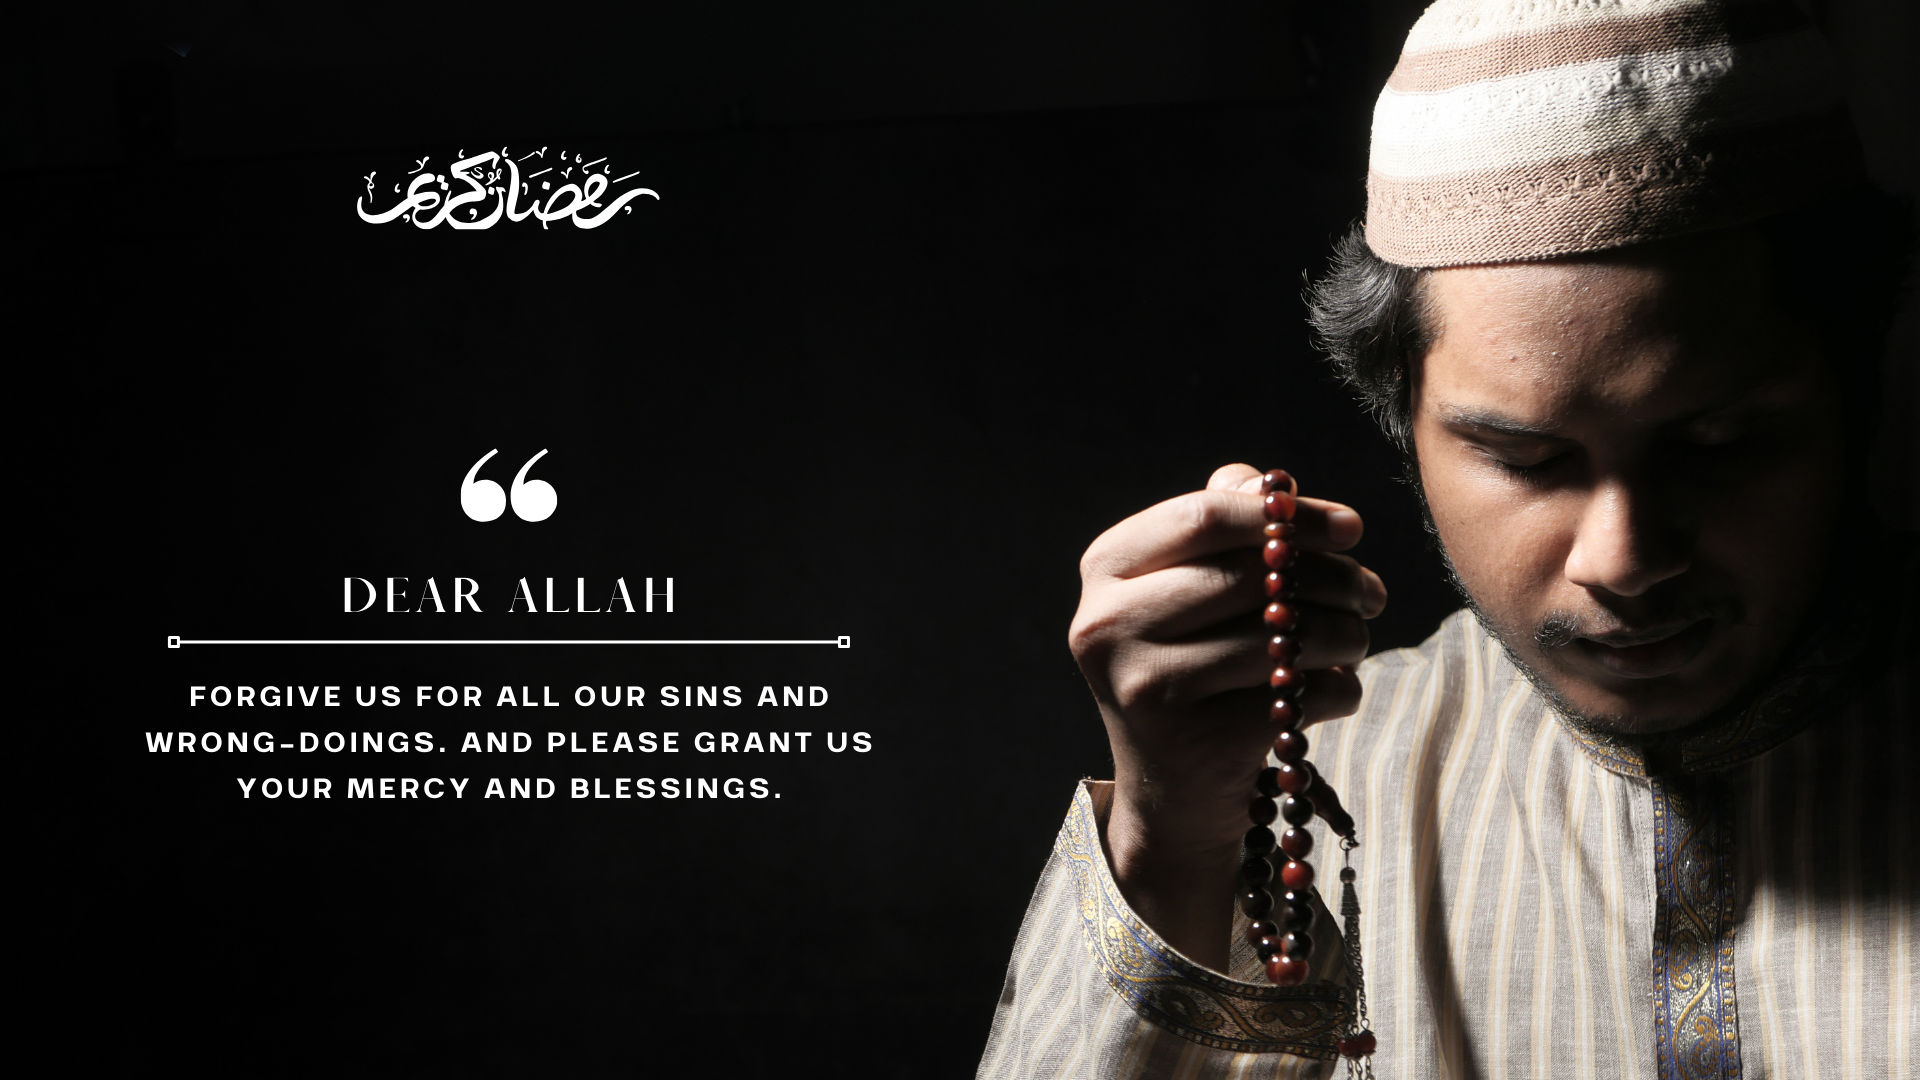 رمضان كريم
“
DEAR ALLAH
FORGIVE US FOR ALL OUR SINS AND
WRONG-DOINGS. AND PLEASE GRANT US
YOUR MERCY AND BLESSINGS.